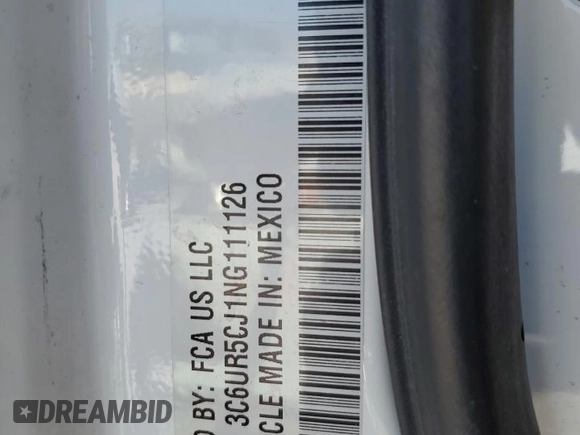 D BY: FCA US LLC
3C6UR5CJ1NG111126
CLE MADE IN: MEXICO
DREAMBID